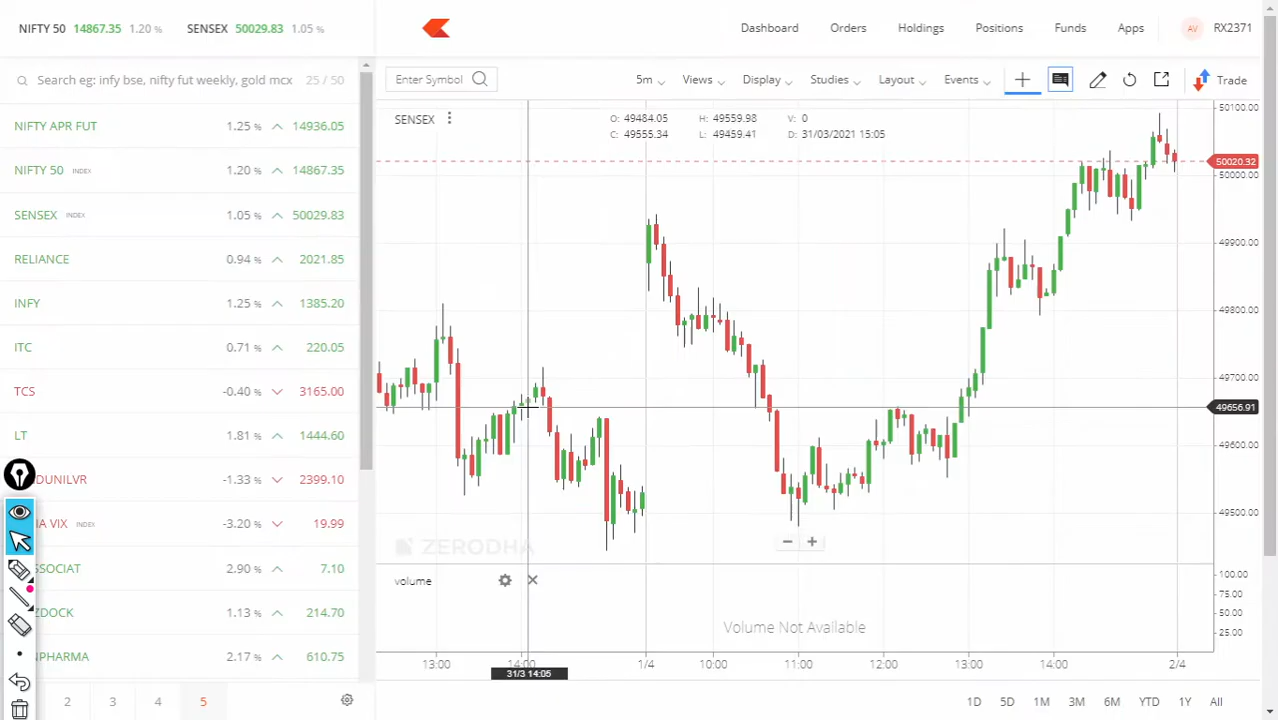 NIFTY 50 14867.35 1.20 % SENSEX 50029.83 1.05 %
Dashboard Orders Holdings Positions Funds Apps AV RX2371
Search eg: infy bse, nifty fut weekly, gold mcx 25 / 50
Enter Symbol 5m Views Display Studies Layout Events Trade
NIFTY APR FUT 1.25 % 14936.05
NIFTY 50 INDEX 1.20 % 14867.35
SENSEX INDEX 1.05 % 50029.83
RELIANCE 0.94 % 2021.85
INFY 1.25 % 1385.20
ITC 0.71 % 220.05
TCS -0.40 % 3165.00
LT 1.81 % 1444.60
DUNILVR -1.33 % 2399.10
IA VIX INDEX -3.20 % 19.99
SSOCIAT 2.90 % 7.10
ZDOCK 1.13 % 214.70
NPHARMA 2.17 % 610.75
2 3 4 5
SENSEX
O: 49484.05 H: 49559.98 V: 0
C: 49555.34 L: 49459.41 D: 31/03/2021 15:05
50100.00
50020.32
50000.00
49900.00
49800.00
49700.00
49656.91
49600.00
49500.00
ZERODHA
volume
Volume Not Available
100.00
75.00
50.00
25.00
13:00 14:00 1/4 10:00 11:00 12:00 13:00 14:00 2/4
31/3 14:05
1D 5D 1M 3M 6M YTD 1Y All